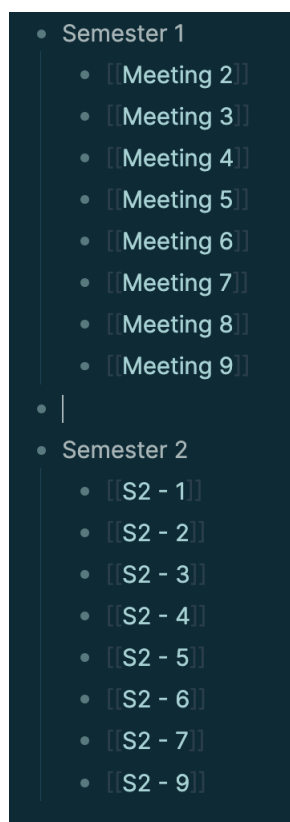 Semester 1
[[Meeting 2]]
[[Meeting 3]]
[[Meeting 4]]
[[Meeting 5]]
[[Meeting 6]]
[[Meeting 7]]
[[Meeting 8]]
[[Meeting 9]]
Semester 2
[[S2 - 1]]
[[S2 - 2]]
[[S2 - 3]]
[[S2 - 4]]
[[S2 - 5]]
[[S2 - 6]]
[[S2 - 7]]
[[S2 - 9]]